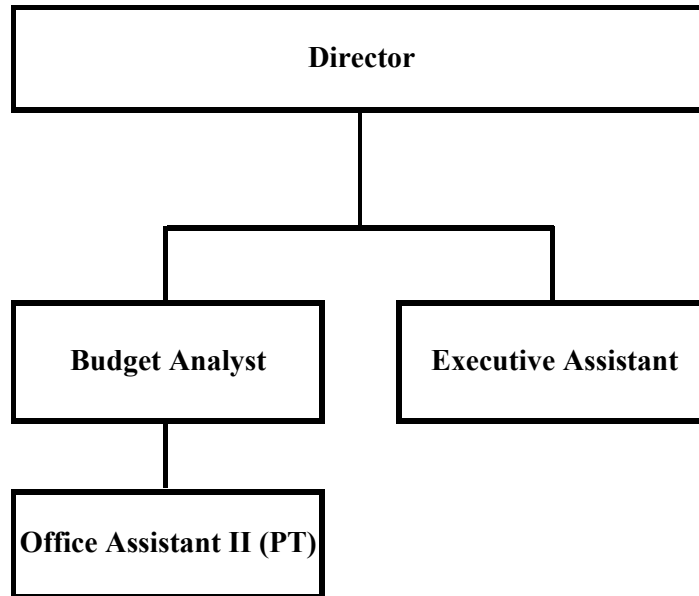 Director
Budget Analyst
Executive Assistant
Office Assistant II (PT)